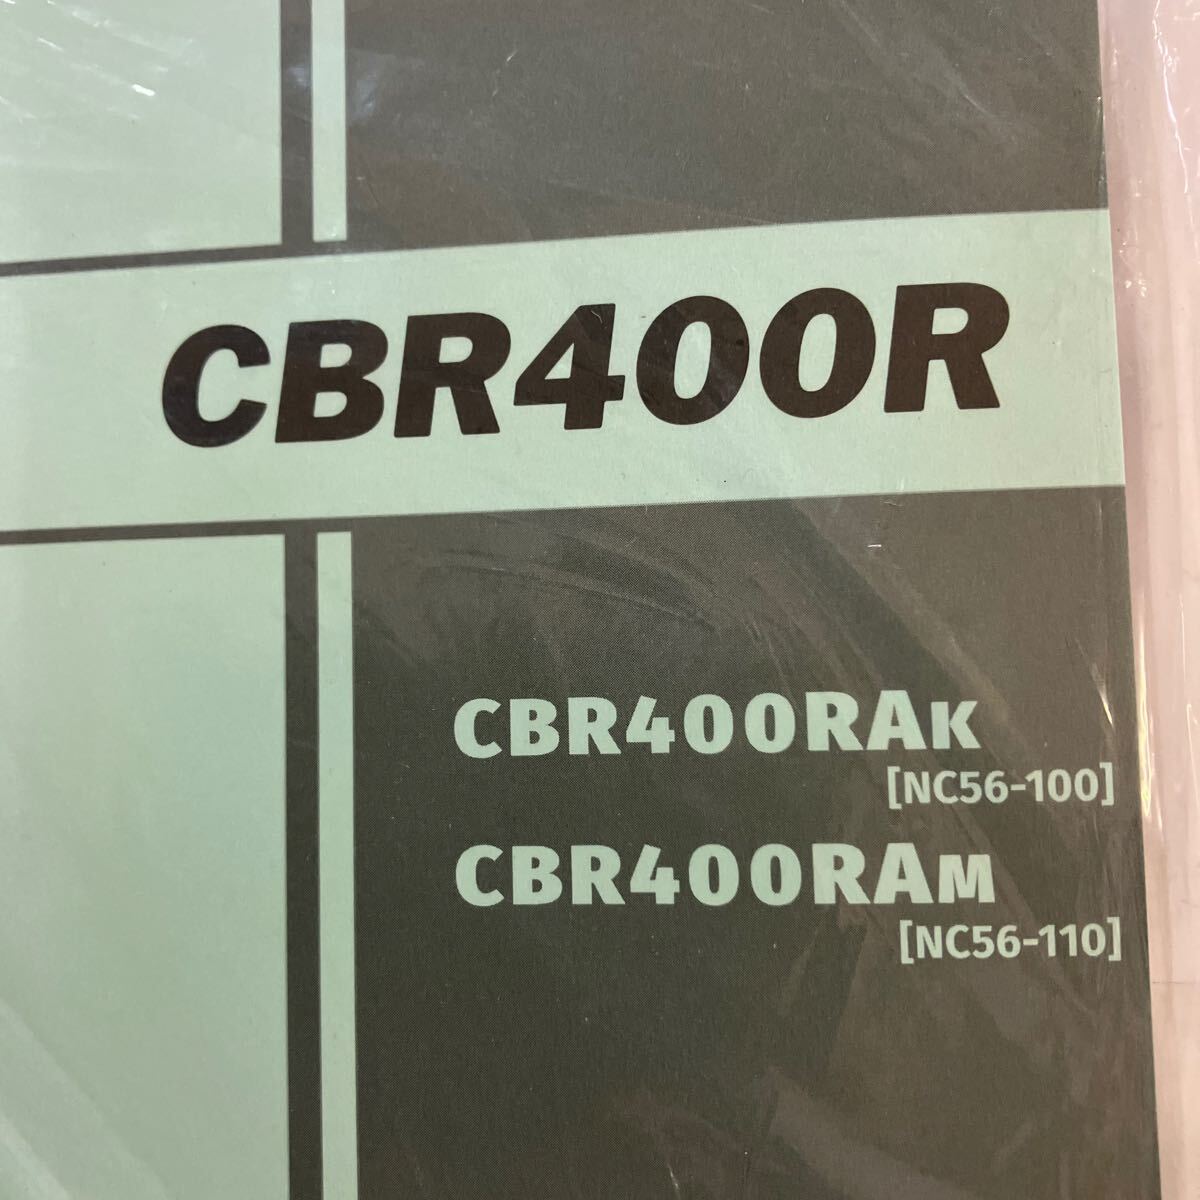 CBR400R
CBR400RAK
[NC56-100]
CBR400RAM
[NC56-110]